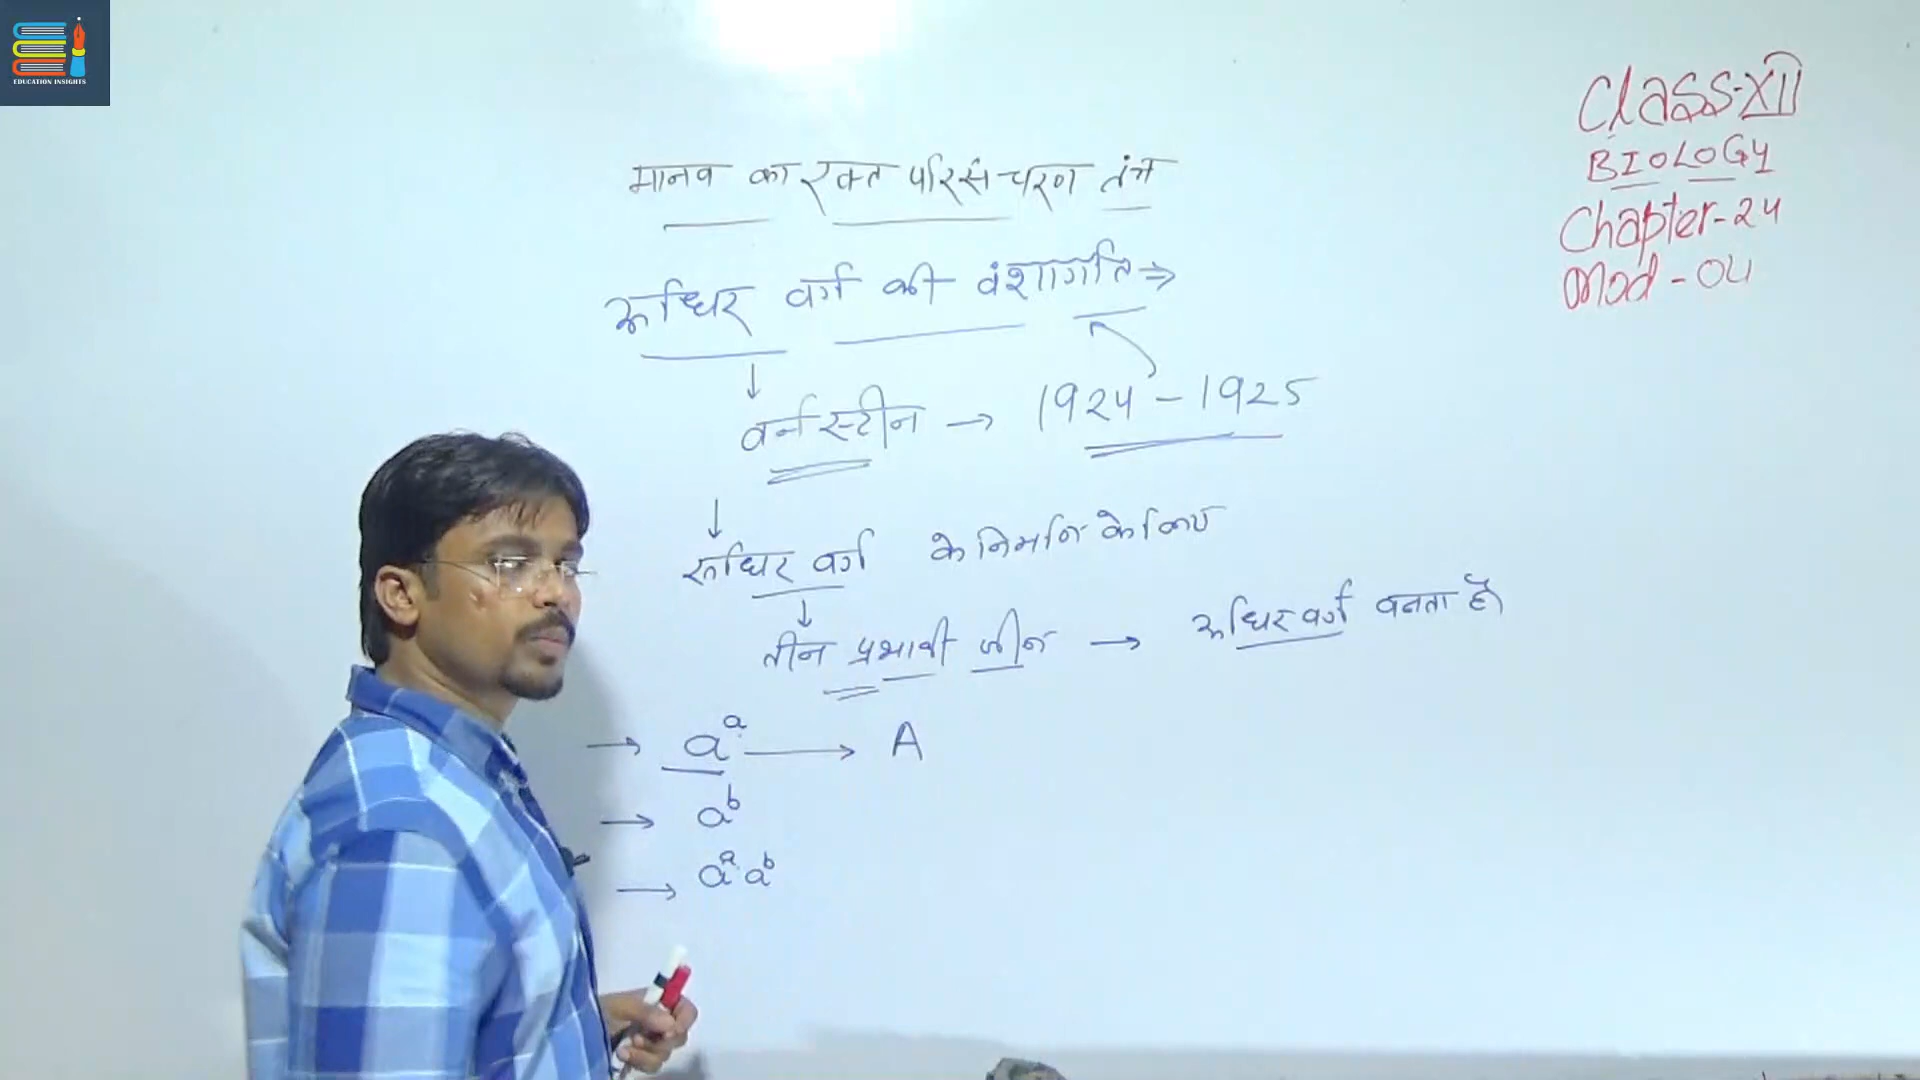 EDUCATION INSIGHTS
Class-XII
BIOLOGY
Chapter-24
Mod-04
मानव का रक्त परिसंचरण तंत्र
रूधिर वर्ग की वंशागति⇒
↓
वर्नस्टीन → 1924-1925
↓
रूधिर वर्ग के निर्माण के लिए
↓
तीन प्रभावी जीन → रूधिर वर्ग बनता है
→ aᵃ → A
→ aᵇ
→ aᵃaᵇ